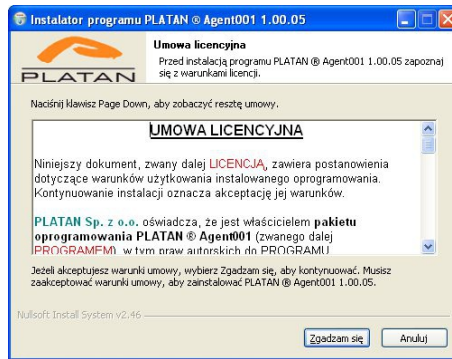 Instalator programu PLATAN ® Agent001 1.00.05
PLATAN
Umowa licencyjna
Przed instalacją programu PLATAN ® Agent001 1.00.05 zapoznaj
się z warunkami licencji.
Naciśnij klawisz Page Down, aby zobaczyć resztę umowy.
UMOWA LICENCYJNA
Niniejszy dokument, zwany dalej LICENCJĄ, zawiera postanowienia
dotyczące warunków użytkowania instalowanego oprogramowania.
Kontynuowanie instalacji oznacza akceptację jej warunków.
PLATAN Sp. z o.o. oświadcza, że jest właścicielem pakietu
oprogramowania PLATAN ® Agent001 (zwanego dalej
PROGRAMEM), w tym praw autorskich do PROGRAMU
Jeżeli akceptujesz warunki umowy, wybierz Zgadzam się, aby kontynuować. Musisz
zaakceptować warunki umowy, aby zainstalować PLATAN ® Agent001 1.00.05.
Nullsoft Install System v2.46
Zgadzam się
Anuluj